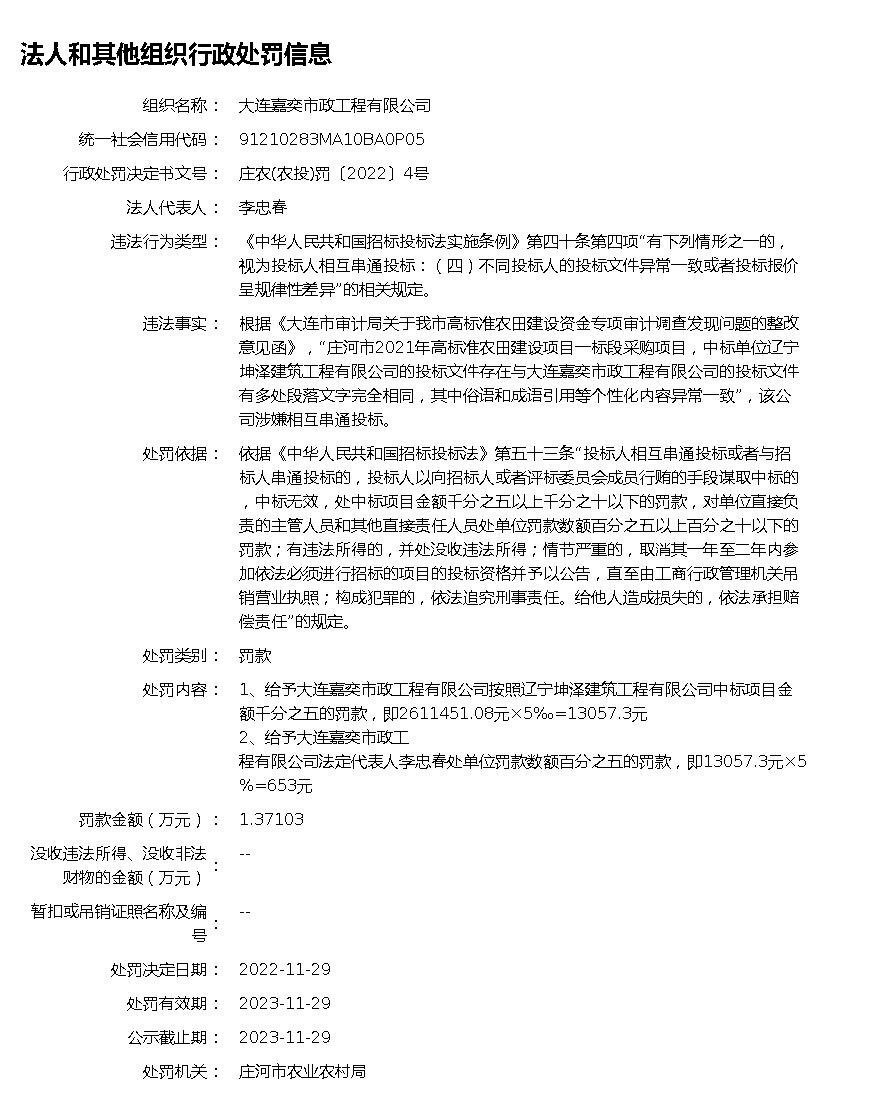 法人和其他组织行政处罚信息
组织名称： 大连嘉奕市政工程有限公司
统一社会信用代码： 91210283MA10BA0P05
行政处罚决定书文号： 庄农(农投)罚〔2022〕4号
法人代表人： 李忠春
违法行为类型： 《中华人民共和国招标投标法实施条例》第四十条第四项“有下列情形之一的，
视为投标人相互串通投标：（四）不同投标人的投标文件异常一致或者投标报价
呈规律性差异”的相关规定。
违法事实： 根据《大连市审计局关于我市高标准农田建设资金专项审计调查发现问题的整改
意见函》，“庄河市2021年高标准农田建设项目一标段采购项目，中标单位辽宁
坤泽建筑工程有限公司的投标文件存在与大连嘉奕市政工程有限公司的投标文件
有多处段落文字完全相同，其中俗语和成语引用等个性化内容异常一致”，该公
司涉嫌相互串通投标。
处罚依据： 依据《中华人民共和国招标投标法》第五十三条“投标人相互串通投标或者与招
标人串通投标的，投标人以向招标人或者评标委员会成员行贿的手段谋取中标的
，中标无效，处中标项目金额千分之五以上千分之十以下的罚款，对单位直接负
责的主管人员和其他直接责任人员处单位罚款数额百分之五以上百分之十以下的
罚款；有违法所得的，并处没收违法所得；情节严重的，取消其一年至二年内参
加依法必须进行招标的项目的投标资格并予以公告，直至由工商行政管理机关吊
销营业执照；构成犯罪的，依法追究刑事责任。给他人造成损失的，依法承担赔
偿责任”的规定。
处罚类别： 罚款
处罚内容： 1、给予大连嘉奕市政工程有限公司按照辽宁坤泽建筑工程有限公司中标项目金
额千分之五的罚款，即2611451.08元×5‰=13057.3元
2、给予大连嘉奕市政工
程有限公司法定代表人李忠春处单位罚款数额百分之五的罚款，即13057.3元×5
%=653元
罚款金额（万元）： 1.37103
没收违法所得、没收非法
财物的金额（万元）： --
暂扣或吊销证照名称及编
号： --
处罚决定日期： 2022-11-29
处罚有效期： 2023-11-29
公示截止期： 2023-11-29
处罚机关： 庄河市农业农村局